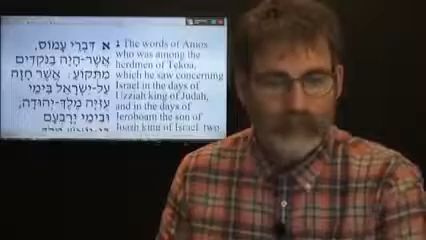 א דִּבְרֵי עָמוֹס,
אֲשֶׁר-הָיָה בַנֹּקְדִים
מִתְּקוֹעַ: אֲשֶׁר חָזָה
עַל-יִשְׂרָאֵל בִּימֵי
עֻזִּיָּה מֶלֶךְ-יְהוּדָה,
וּבִימֵי יָרָבְעָם
1 The words of Amos
who was among the
herdmen of Tekoa,
which he saw concerning
Israel in the days of
Uzziah king of Judah,
and in the days of
Jeroboam the son of
Joash king of Israel, two